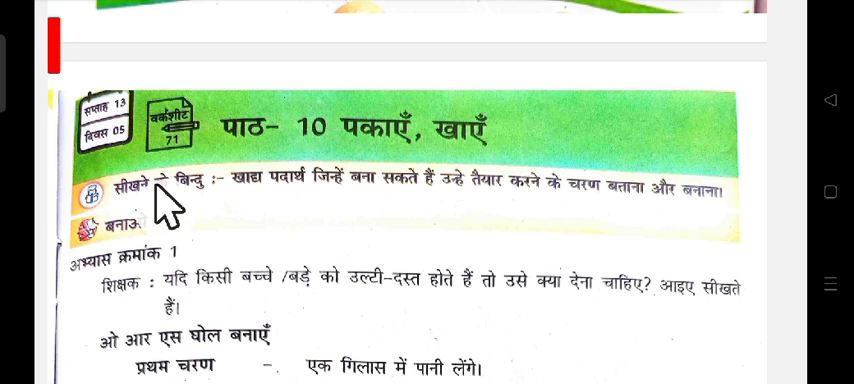 सप्ताह 13
दिवस 05
वर्कशीट
71
पाठ- 10 पकाएँ, खाएँ
सीखने बिन्दु :- खाद्य पदार्थ जिन्हें बना सकते हैं उन्हे तैयार करने के चरण बताना और बनाना।
अभ्यास क्रमांक 1
शिक्षक : यदि किसी बच्चे /बड़े को उल्टी-दस्त होते हैं तो उसे क्या देना चाहिए? आइए सीखते
हैं।
ओ आर एस घोल बनाएँ
प्रथम चरण - एक गिलास में पानी लेंगे।